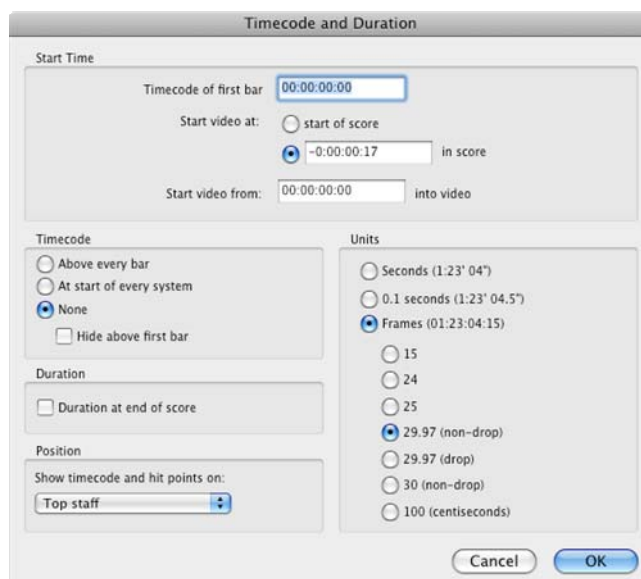 Timecode and Duration
Start Time
Timecode of first bar 00:00:00:00
Start video at: start of score
-0:00:00:17 in score
Start video from: 00:00:00:00 into video
Timecode
Above every bar
At start of every system
None
Hide above first bar
Duration
Duration at end of score
Position
Show timecode and hit points on:
Top staff
Units
Seconds (1:23' 04")
0.1 seconds (1:23' 04.5")
Frames (01:23:04:15)
15
24
25
29.97 (non-drop)
29.97 (drop)
30 (non-drop)
100 (centiseconds)
Cancel OK